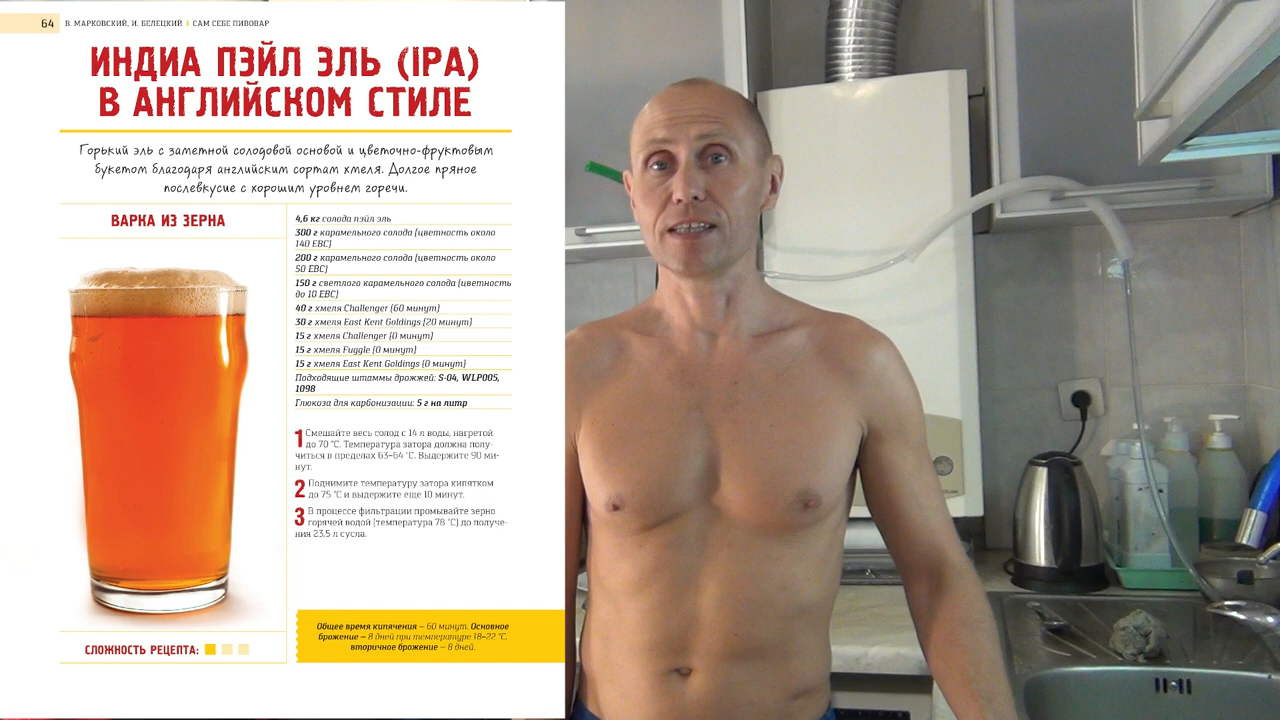 64 В. МАРКОВСКИЙ, И. БЕЛЕЦКИЙ САМ СЕБЕ ПИВОВАР
ИНДИА ПЭЙЛ ЭЛЬ (IPA)
В АНГЛИЙСКОМ СТИЛЕ
Горький эль с заметной солодовой основой и цветочно-фруктовым
букетом благодаря английским сортам хмеля. Долгое пряное
послевкусие с хорошим уровнем горечи.
ВАРКА ИЗ ЗЕРНА
4,6 кг солода пэйл эль
300 г карамельного солода (цветность около
140 EBC)
200 г карамельного солода (цветность около
50 EBC)
150 г светлого карамельного солода (цветность
до 10 EBC)
40 г хмеля Challenger (60 минут)
30 г хмеля East Kent Goldings (20 минут)
15 г хмеля Challenger (0 минут)
15 г хмеля Fuggle (0 минут)
15 г хмеля East Kent Goldings (0 минут)
Подходящие штаммы дрожжей: S-04, WLP005,
1098
Глюкоза для карбонизации: 5 г на литр
1 Смешайте весь солод с 14 л воды, нагретой
до 70 °C. Температура затора должна полу-
читься в пределах 63–64 °C. Выдержите 90 ми-
нут.
2 Поднимите температуру затора кипятком
до 75 °C и выдержите еще 10 минут.
3 В процессе фильтрации промывайте зерно
горячей водой (температура 78 °C) до получе-
ния 23,5 л сусла.
Общее время кипячения – 60 минут. Основное
брожение – 8 дней при температуре 18–22 °C,
вторичное брожение – 8 дней.
СЛОЖНОСТЬ РЕЦЕПТА: